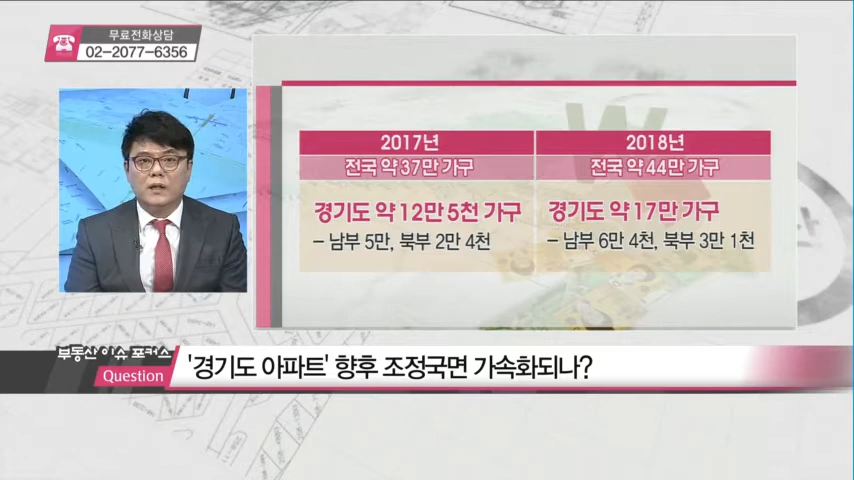 무료전화상담
02-2077-6356
2017년
2018년
전국 약 37만 가구
전국 약 44만 가구
경기도 약 12만 5천 가구
경기도 약 17만 가구
– 남부 5만, 북부 2만 4천
– 남부 6만 4천, 북부 3만 1천
부동산 이슈 포커스
Question
'경기도 아파트' 향후 조정국면 가속화되나?